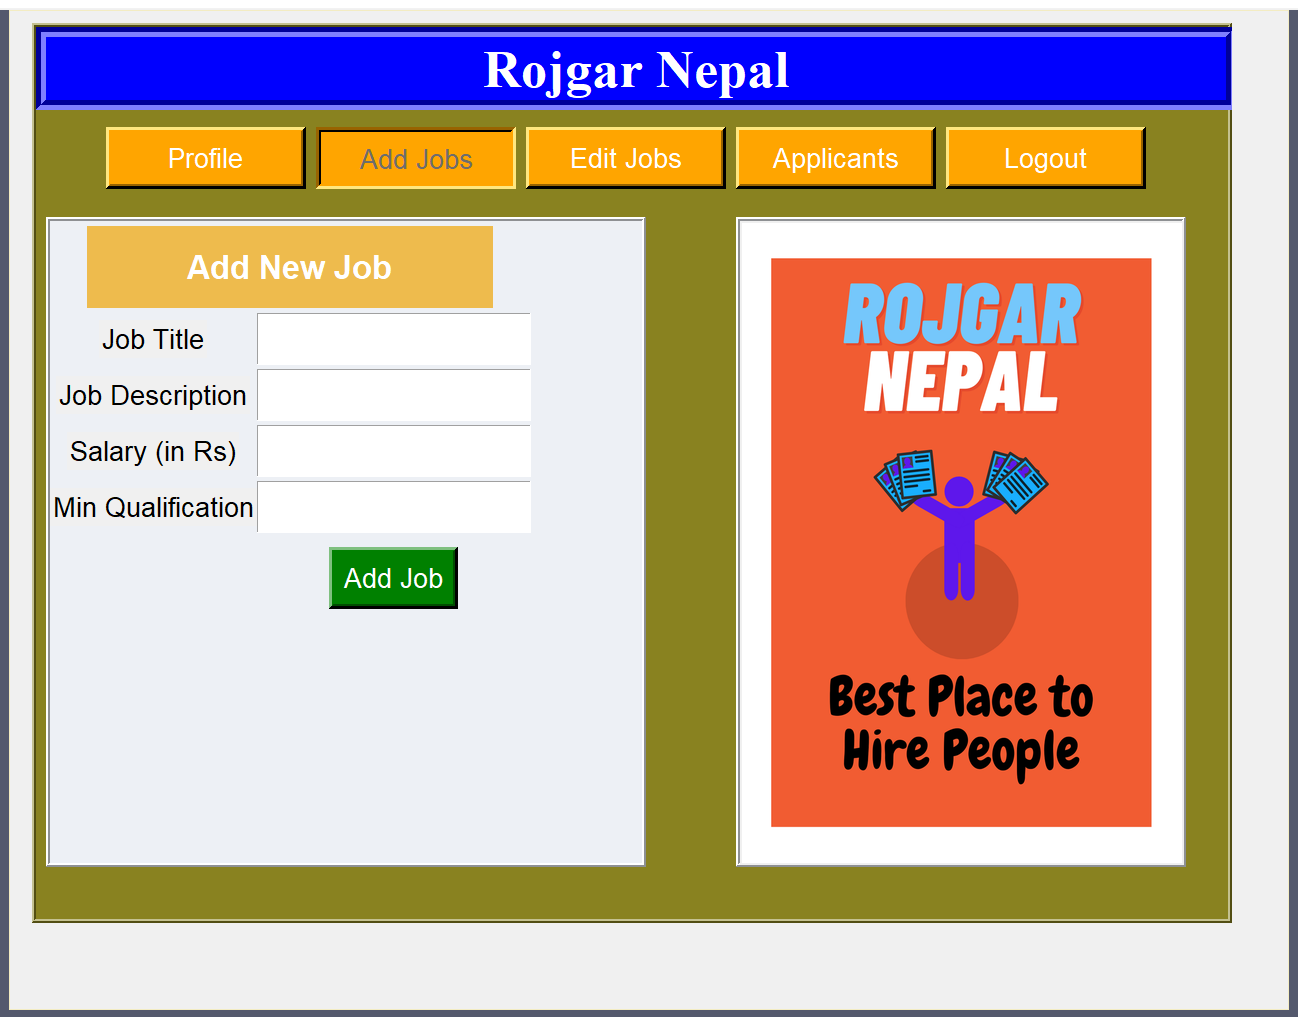 Rojgar Nepal
Profile
Add Jobs
Edit Jobs
Applicants
Logout
Add New Job
Job Title
Job Description
Salary (in Rs)
Min Qualification
Add Job
ROJGAR
NEPAL
Best Place to
Hire People